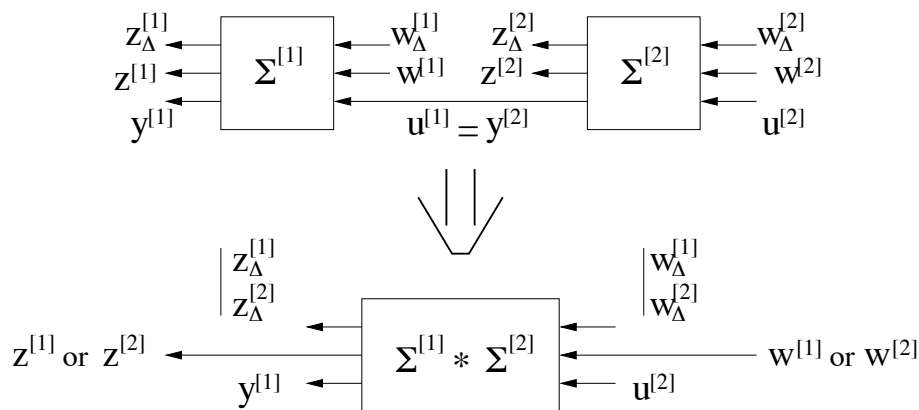 z_Δ^[1] w_Δ^[1] z_Δ^[2] w_Δ^[2]
z^[1] Σ^[1] w^[1] z^[2] Σ^[2] w^[2]
y^[1] u^[1] = y^[2] u^[2]
z_Δ^[1] w_Δ^[1]
z_Δ^[2] w_Δ^[2]
z^[1] or z^[2] Σ^[1] * Σ^[2] w^[1] or w^[2]
y^[1] u^[2]